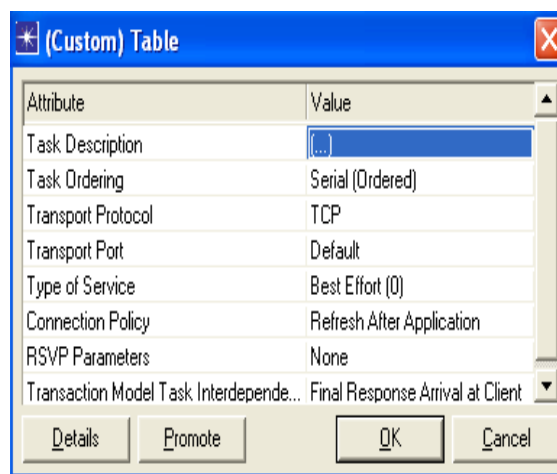 (Custom) Table
Attribute Value
Task Description (...)
Task Ordering Serial (Ordered)
Transport Protocol TCP
Transport Port Default
Type of Service Best Effort (0)
Connection Policy Refresh After Application
RSVP Parameters None
Transaction Model Task Interdepende... Final Response Arrival at Client
Details Promote OK Cancel